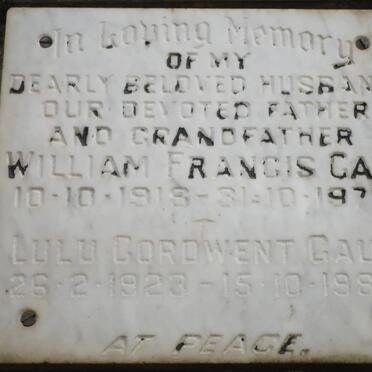 In Loving Memory
OF MY
DEARLY BELOVED HUSBAN
OUR DEVOTED FATHER
AND GRANDFATHER
WILLIAM FRANCIS GA
10-10-1913-31-10-197
LULU CORDWENT GAU
26-2-1923-15-10-198
AT PEACE.